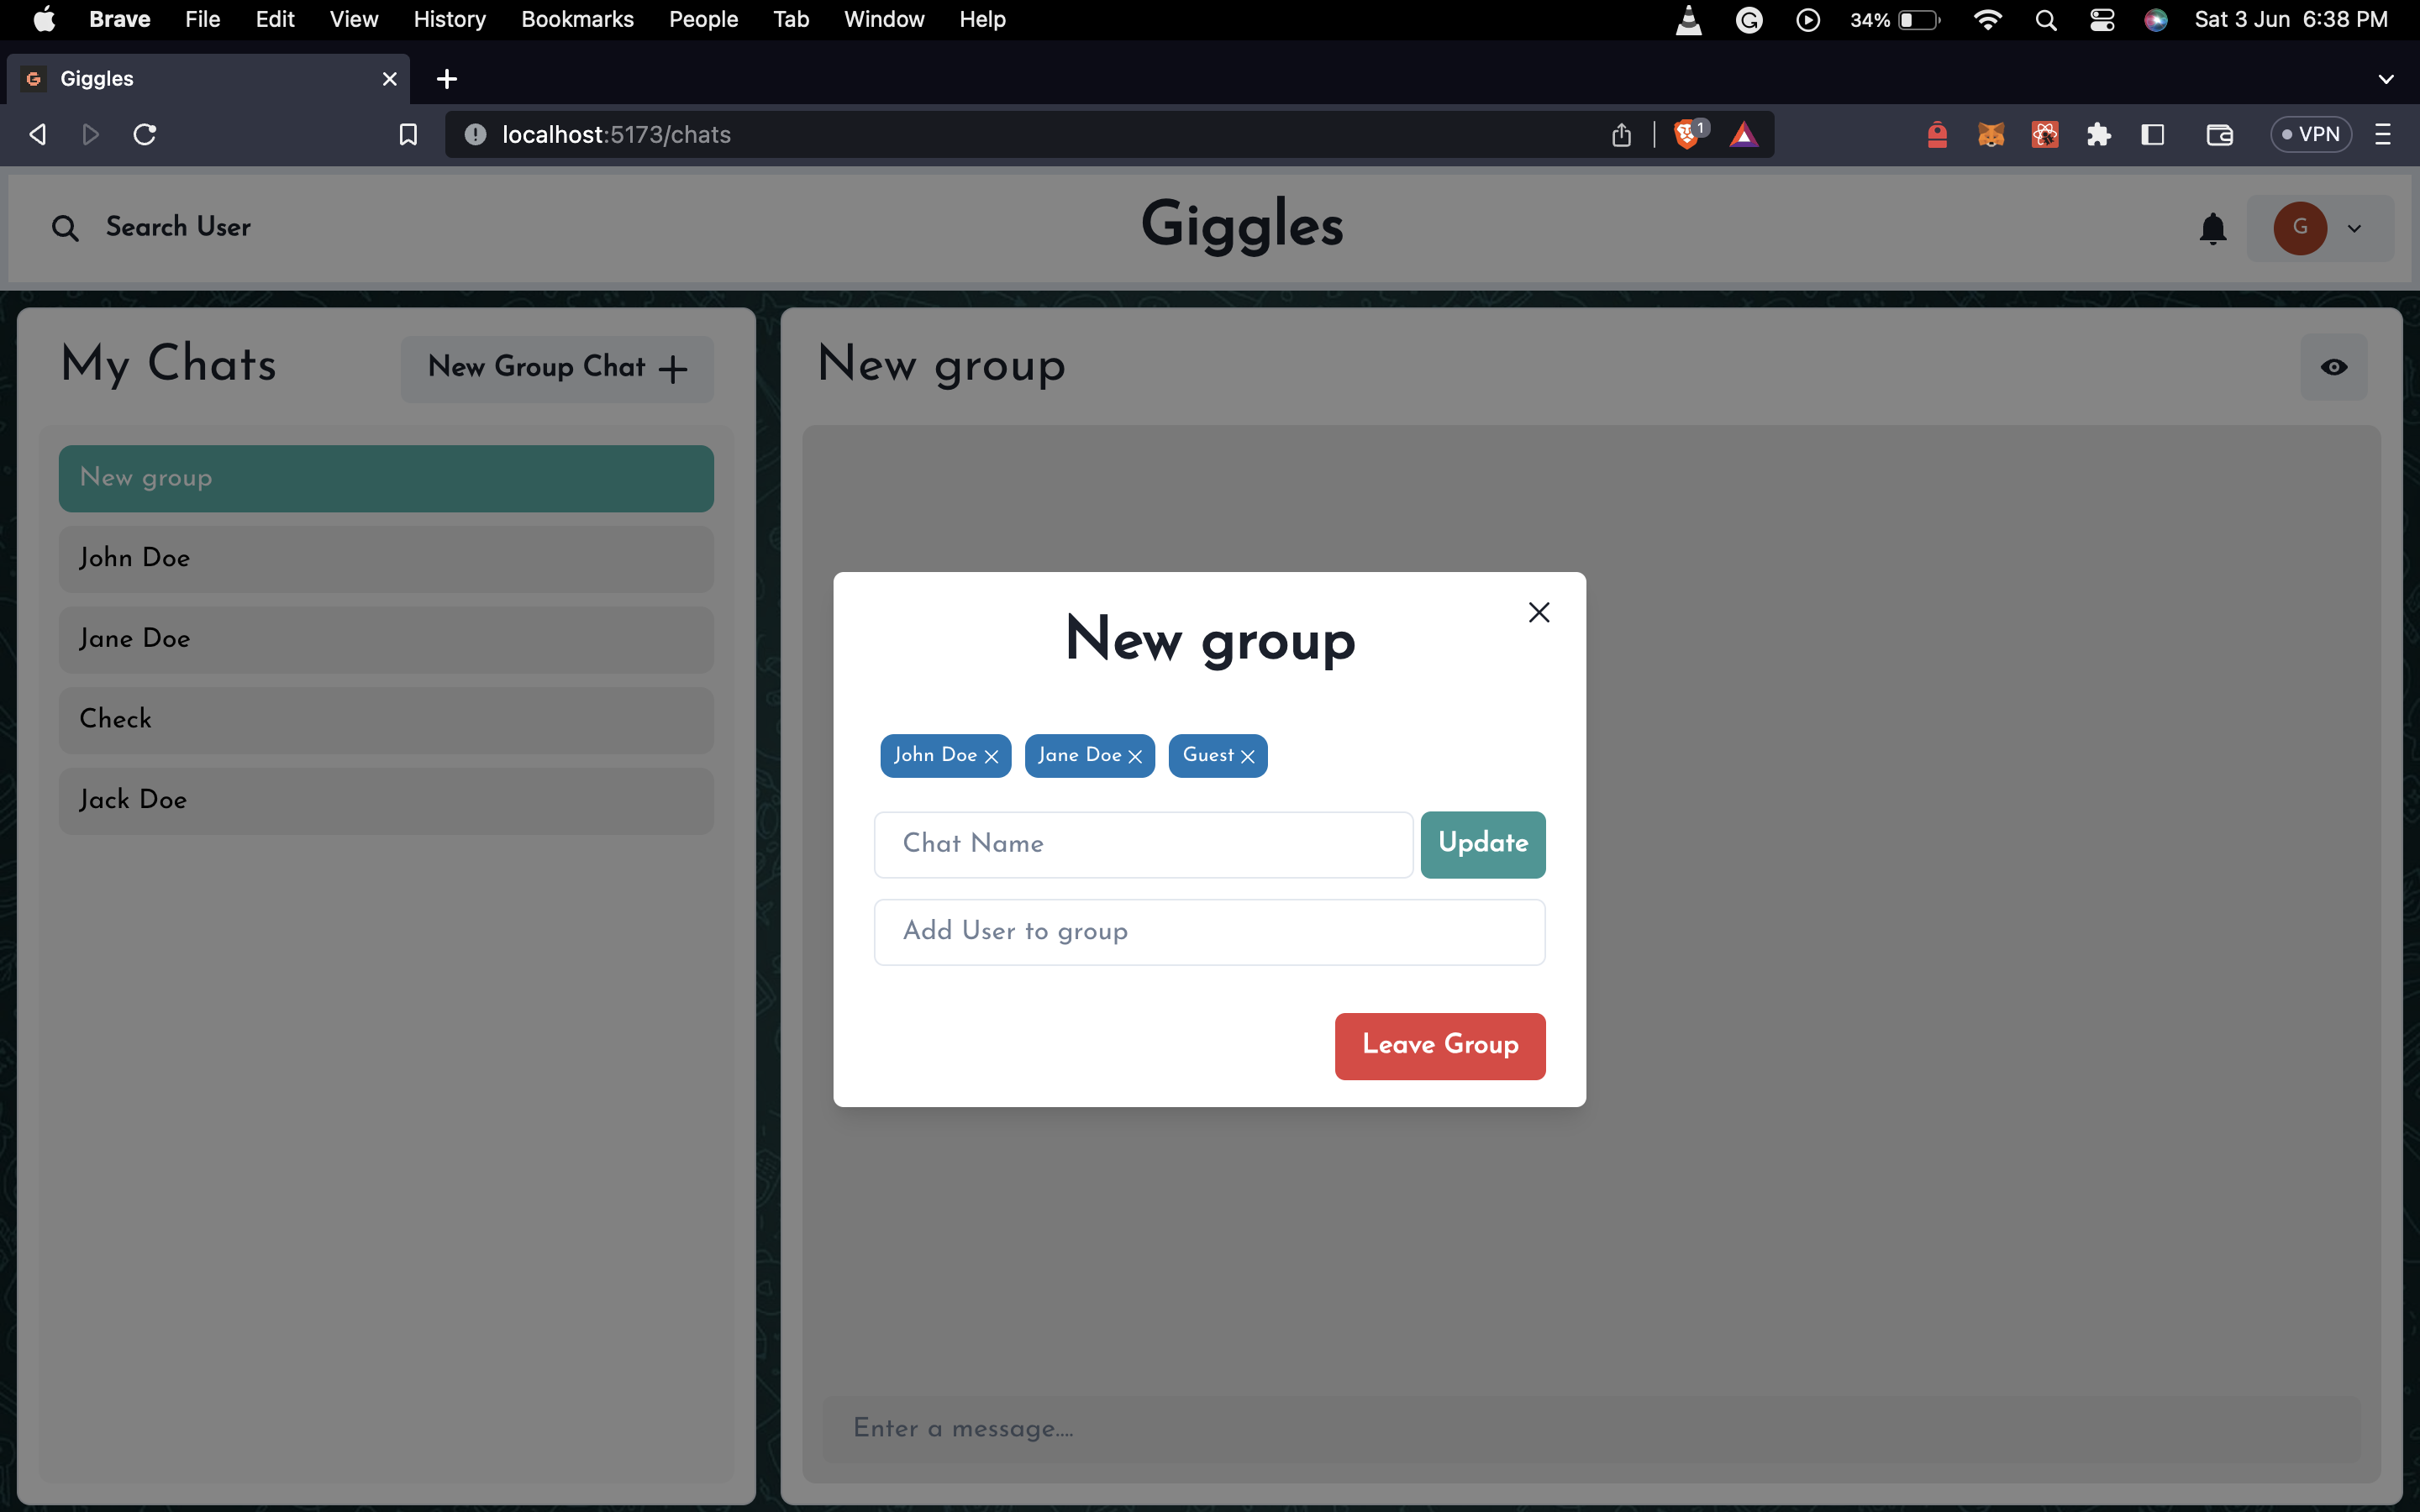 Brave File Edit View History Bookmarks People Tab Window Help 34% Sat 3 Jun 6:38 PM
Giggles
localhost:5173/chats 1 VPN
Search User Giggles G
My Chats New Group Chat
New group
New group
John Doe
Jane Doe
Check
Jack Doe
New group
John Doe Jane Doe Guest
Chat Name Update
Add User to group
Leave Group
Enter a message....